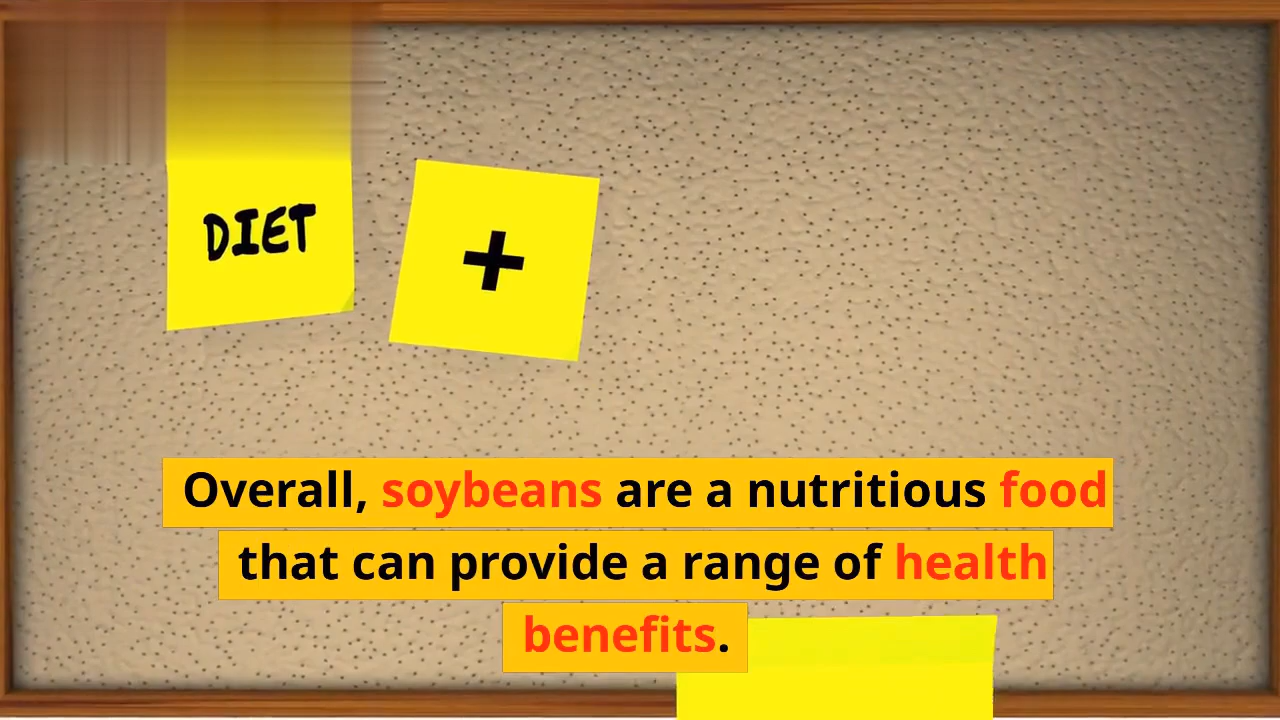 DIET
+
Overall, soybeans are a nutritious food
that can provide a range of health
benefits.